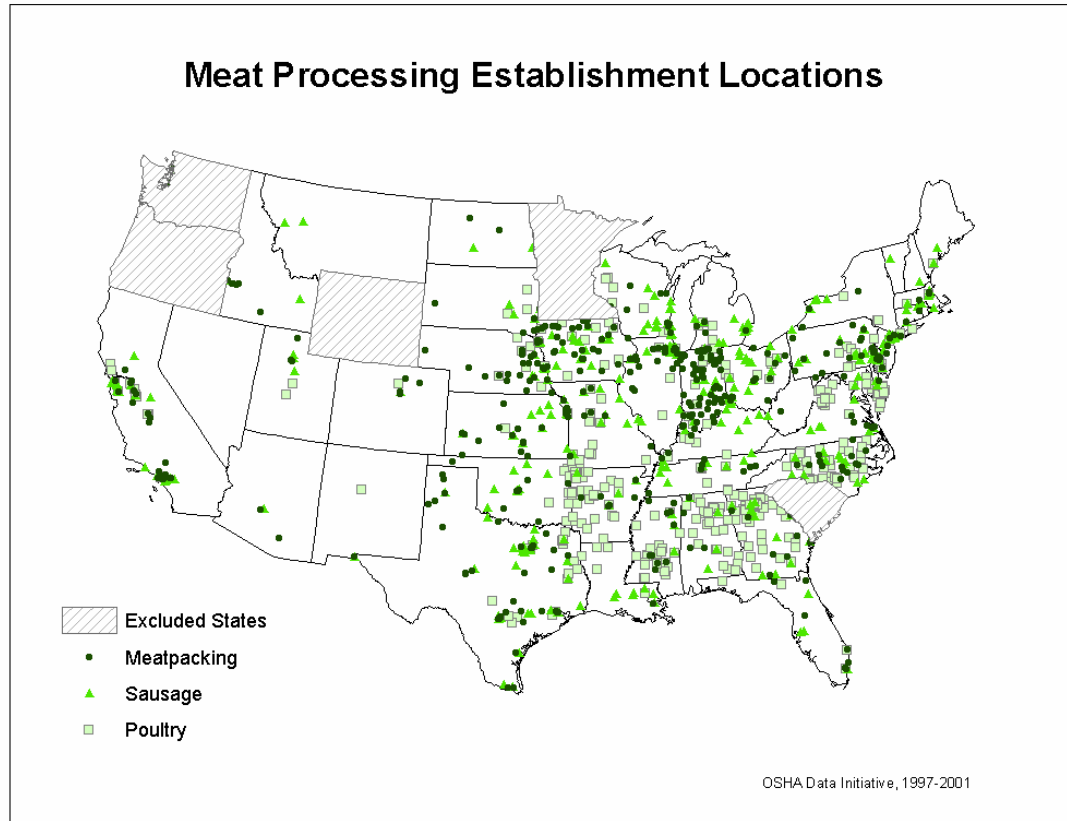 Meat Processing Establishment Locations
Excluded States
Meatpacking
Sausage
Poultry
OSHA Data Initiative, 1997-2001